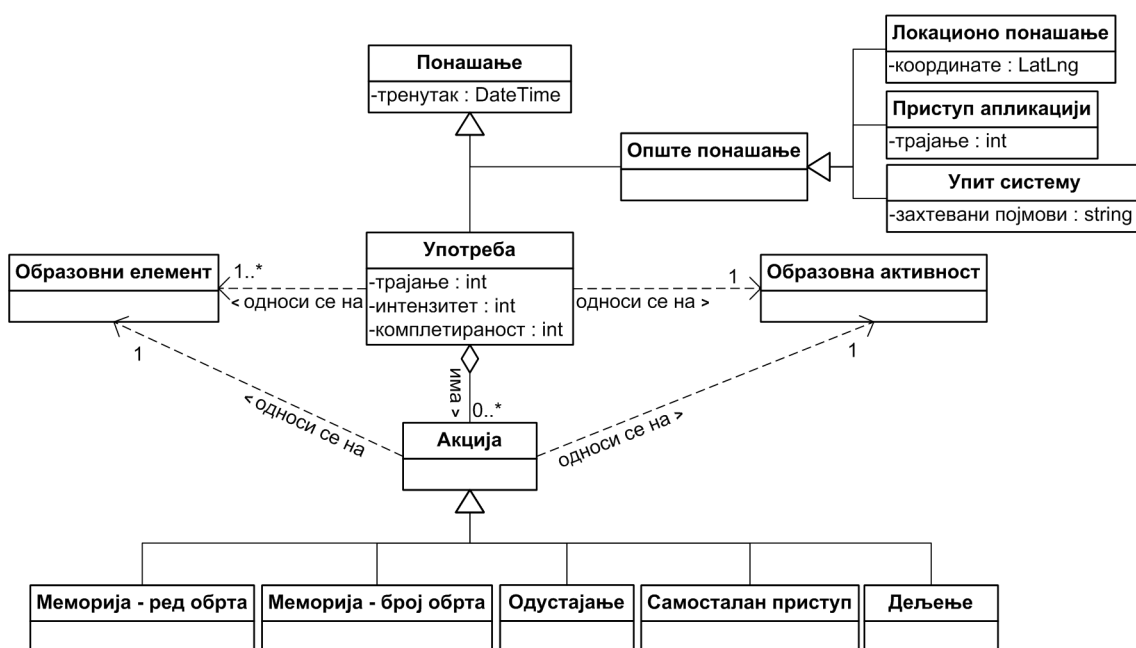 Локационо понашање
-координате : LatLng
Понашање
-тренутак : DateTime
Приступ апликацији
-трајање : int
Опште понашање
Упит систему
-захтевани појмови : string
Употреба
-трајање : int
-интензитет : int
-комплетираност : int
Образовни елемент
1..*
< односи се на
односи се на >
1
Образовна активност
1
< односи се на
има >
0..*
1
односи се на >
Акција
Меморија - ред обрта
Меморија - број обрта
Одустајање
Самосталан приступ
Дељење